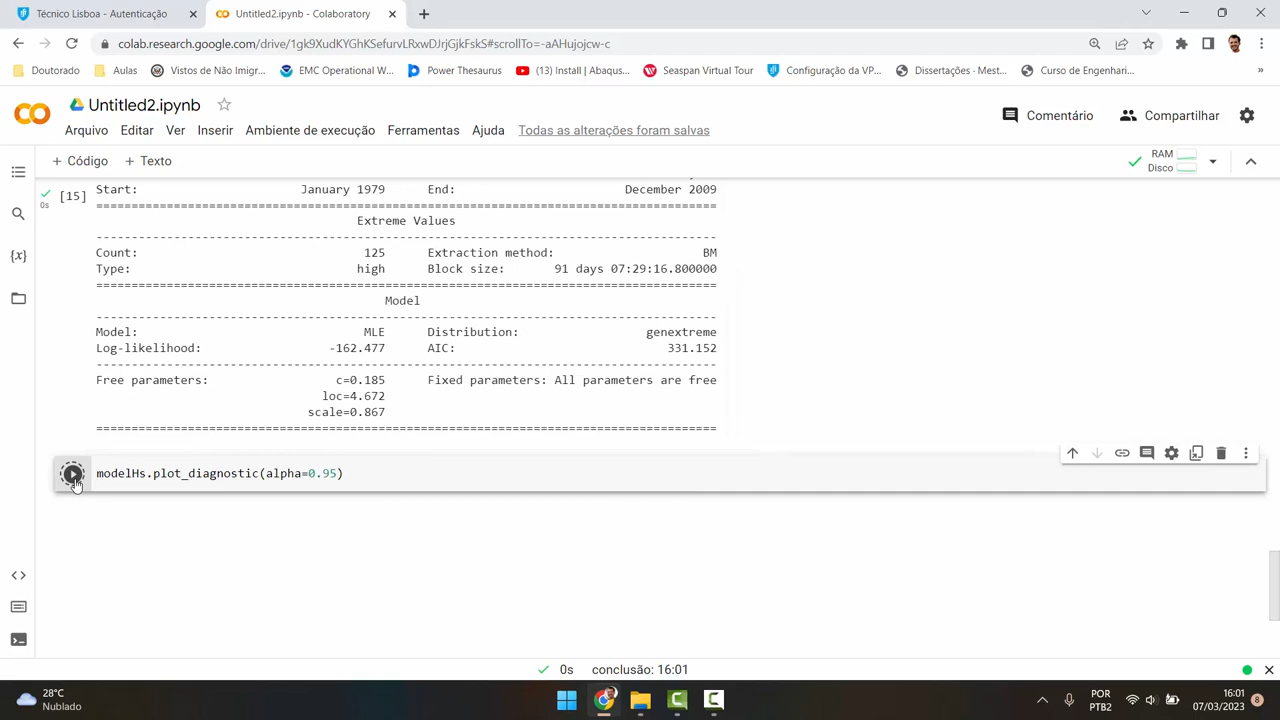 Técnico Lisboa - Autenticação
Untitled2.ipynb - Colaboratory
colab.research.google.com/drive/1gk9XudKYGhKSefurvLRxwDJrjGjkFskS#scrollTo=-aAHujojcw-c
Doutorado
Aulas
Vistos de Não Imigr...
EMC Operational W...
Power Thesaurus
(13) Install | Abaqus...
Seaspan Virtual Tour
Configuração da VP...
Dissertações · Mest...
Curso de Engenhari...
»
CO
Untitled2.ipynb
Comentário
Compartilhar
Arquivo Editar Ver Inserir Ambiente de execução Ferramentas Ajuda Todas as alterações foram salvas
+ Código + Texto
RAM
Disco
[15]
0s
Start: January 1979 End: December 2009
================================================================================
Extreme Values
--------------------------------------------------------------------------------
Count: 125 Extraction method: BM
Type: high Block size: 91 days 07:29:16.800000
================================================================================
Model
--------------------------------------------------------------------------------
Model: MLE Distribution: genextreme
Log-likelihood: -162.477 AIC: 331.152
--------------------------------------------------------------------------------
Free parameters: c=0.185 Fixed parameters: All parameters are free
loc=4.672
scale=0.867
================================================================================
modelHs.plot_diagnostic(alpha=0.95)
{x}
<>
0s conclusão: 16:01
28°C
Nublado
POR
PTB2
16:01
07/03/2023
8